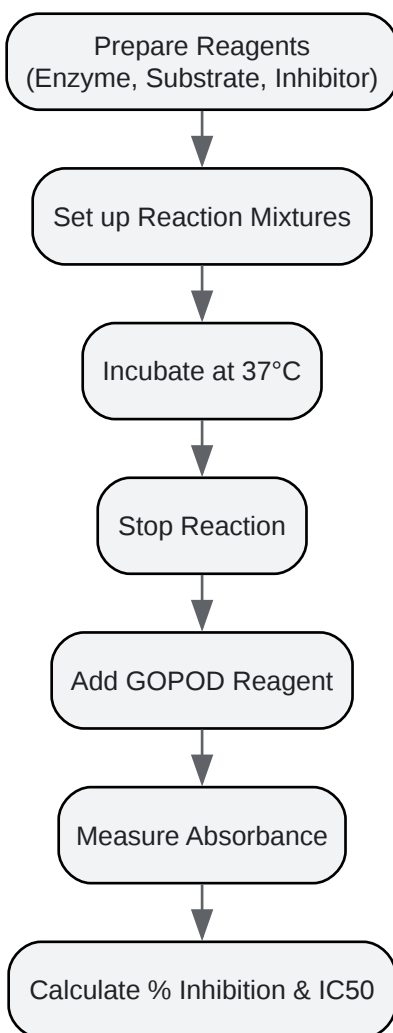 Prepare Reagents
(Enzyme, Substrate, Inhibitor)
Set up Reaction Mixtures
Incubate at 37°C
Stop Reaction
Add GOPOD Reagent
Measure Absorbance
Calculate % Inhibition & IC50